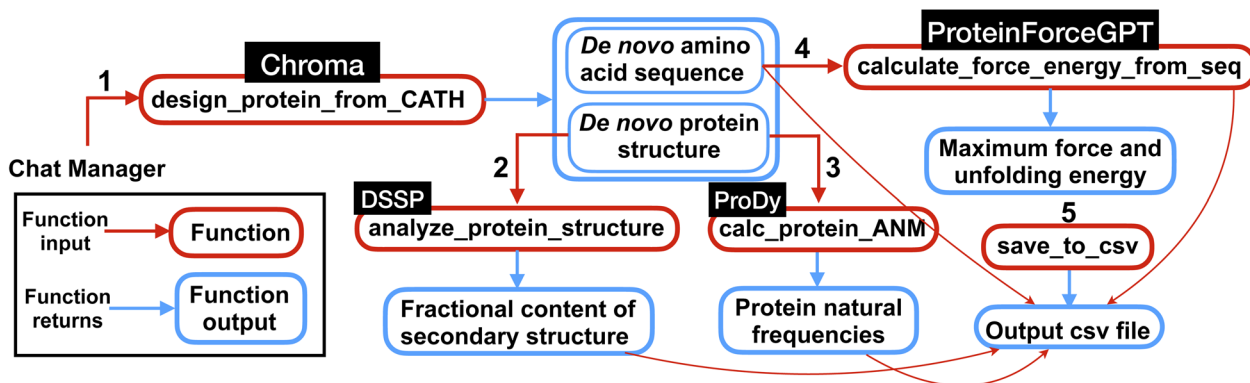 1
Chroma
design_protein_from_CATH
Chat Manager
De novo amino
acid sequence
De novo protein
structure
4
ProteinForceGPT
calculate_force_energy_from_seq
Maximum force and
unfolding energy
2
DSSP
analyze_protein_structure
Fractional content of
secondary structure
3
ProDy
calc_protein_ANM
Protein natural
frequencies
5
save_to_csv
Output csv file
Function
input
Function
Function
returns
Function
output